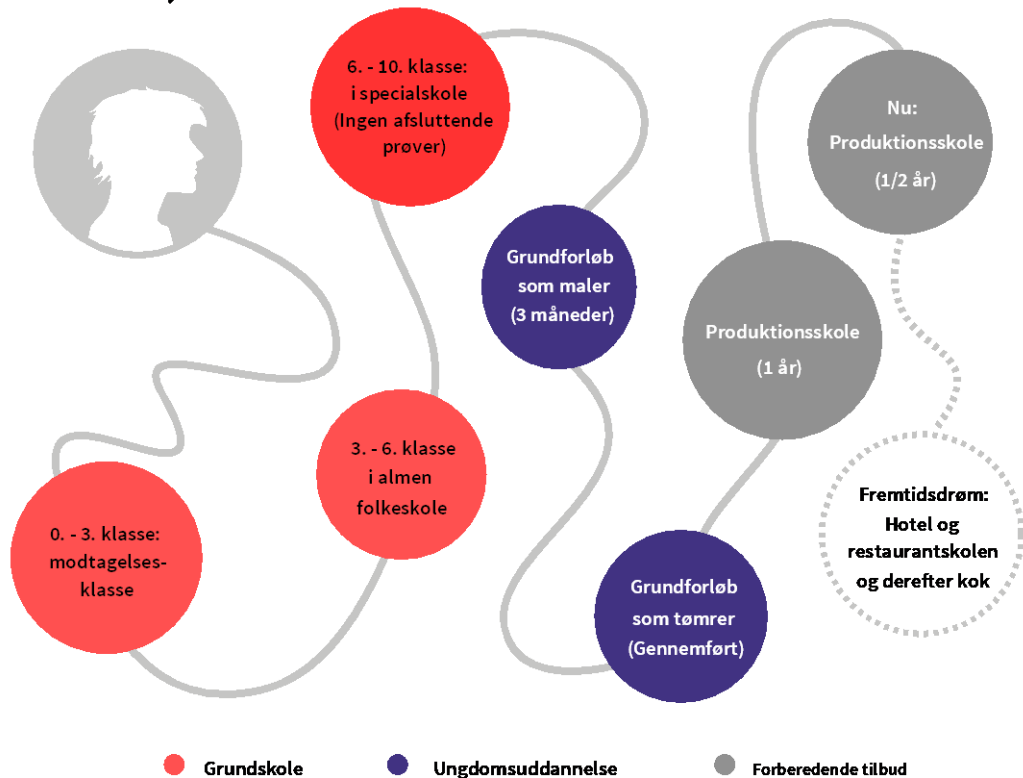 0. - 3. klasse:
modtagelses-
klasse
3. - 6. klasse
i almen
folkeskole
6. - 10. klasse:
i specialskole
(Ingen afsluttende
prøver)
Grundforløb
som maler
(3 måneder)
Grundforløb
som tømrer
(Gennemført)
Produktionsskole
(1 år)
Nu:
Produktionsskole
(1/2 år)
Fremtidsdrøm:
Hotel og
restaurantskolen
og derefter kok
Grundskole
Ungdomsuddannelse
Forberedende tilbud